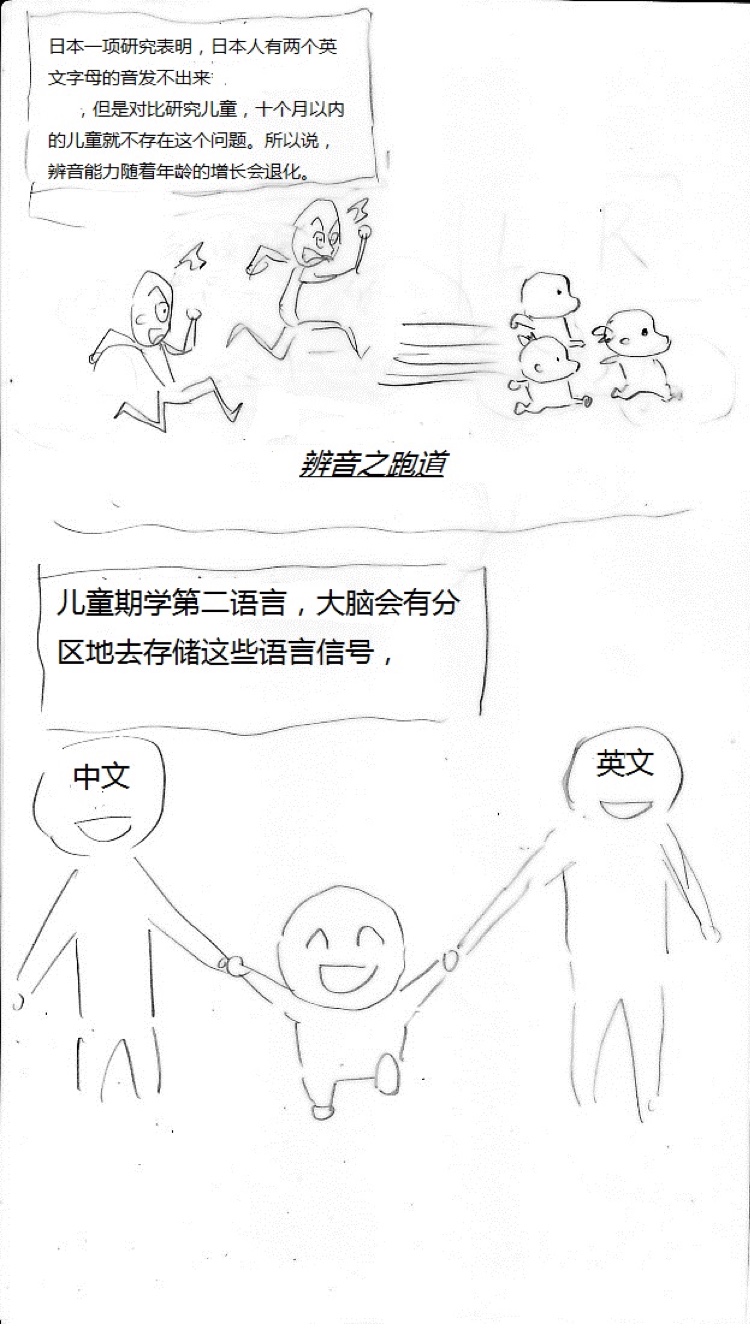 日本一项研究表明，日本人有两个英
文字母的音发不出来
，但是对比研究儿童，十个月以内
的儿童就不存在这个问题。所以说，
辨音能力随着年龄的增长会退化。
辨音之跑道
儿童期学第二语言，大脑会有分
区地去存储这些语言信号，
中文
英文